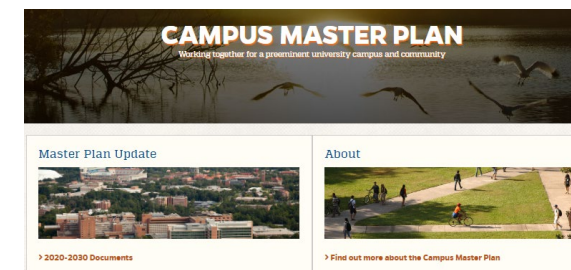 CAMPUS MASTER PLAN
Working together for a preeminent university campus and community
Master Plan Update
About
> 2020-2030 Documents
> Find out more about the Campus Master Plan